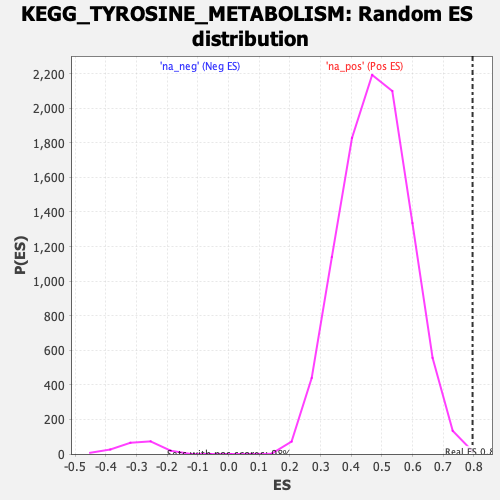 KEGG_TYROSINE_METABOLISM: Random ES
distribution
'na_neg' (Neg ES)
'na_pos' (Pos ES)
2,200
2,000
1,800
1,600
1,400
1,200
1,000
800
600
400
200
0
P(ES)
Real ES 0.8
-0.5 -0.4 -0.3 -0.2 -0.1 0.0 0.1 0.2 0.3 0.4 0.5 0.6 0.7 0.8
ES